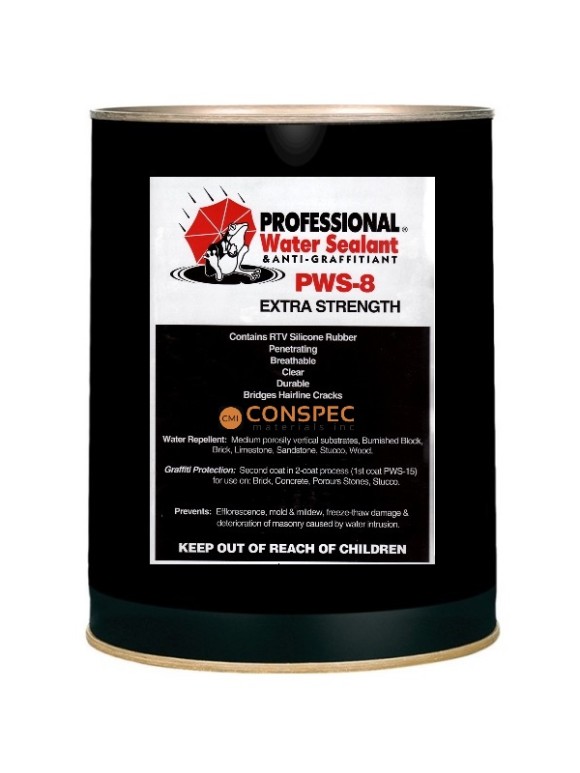 PROFESSIONAL®
Water Sealant
& ANTI-GRAFFITIANT
PWS-8
EXTRA STRENGTH
Contains RTV Silicone Rubber
Penetrating
Breathable
Clear
Durable
Bridges Hairline Cracks
CMI CONSPEC
materials inc
Water Repellent: Medium porosity vertical substrates, Burnished Block,
Brick, Limestone, Sandstone, Stucco, Wood.
Graffiti Protection: Second coat in 2-coat process (1st coat PWS-15)
for use on: Brick, Concrete, Porours Stones, Stucco.
Prevents: Efflorescence, mold & mildew, freeze-thaw damage &
deterioration of masonry caused by water intrusion.
KEEP OUT OF REACH OF CHILDREN